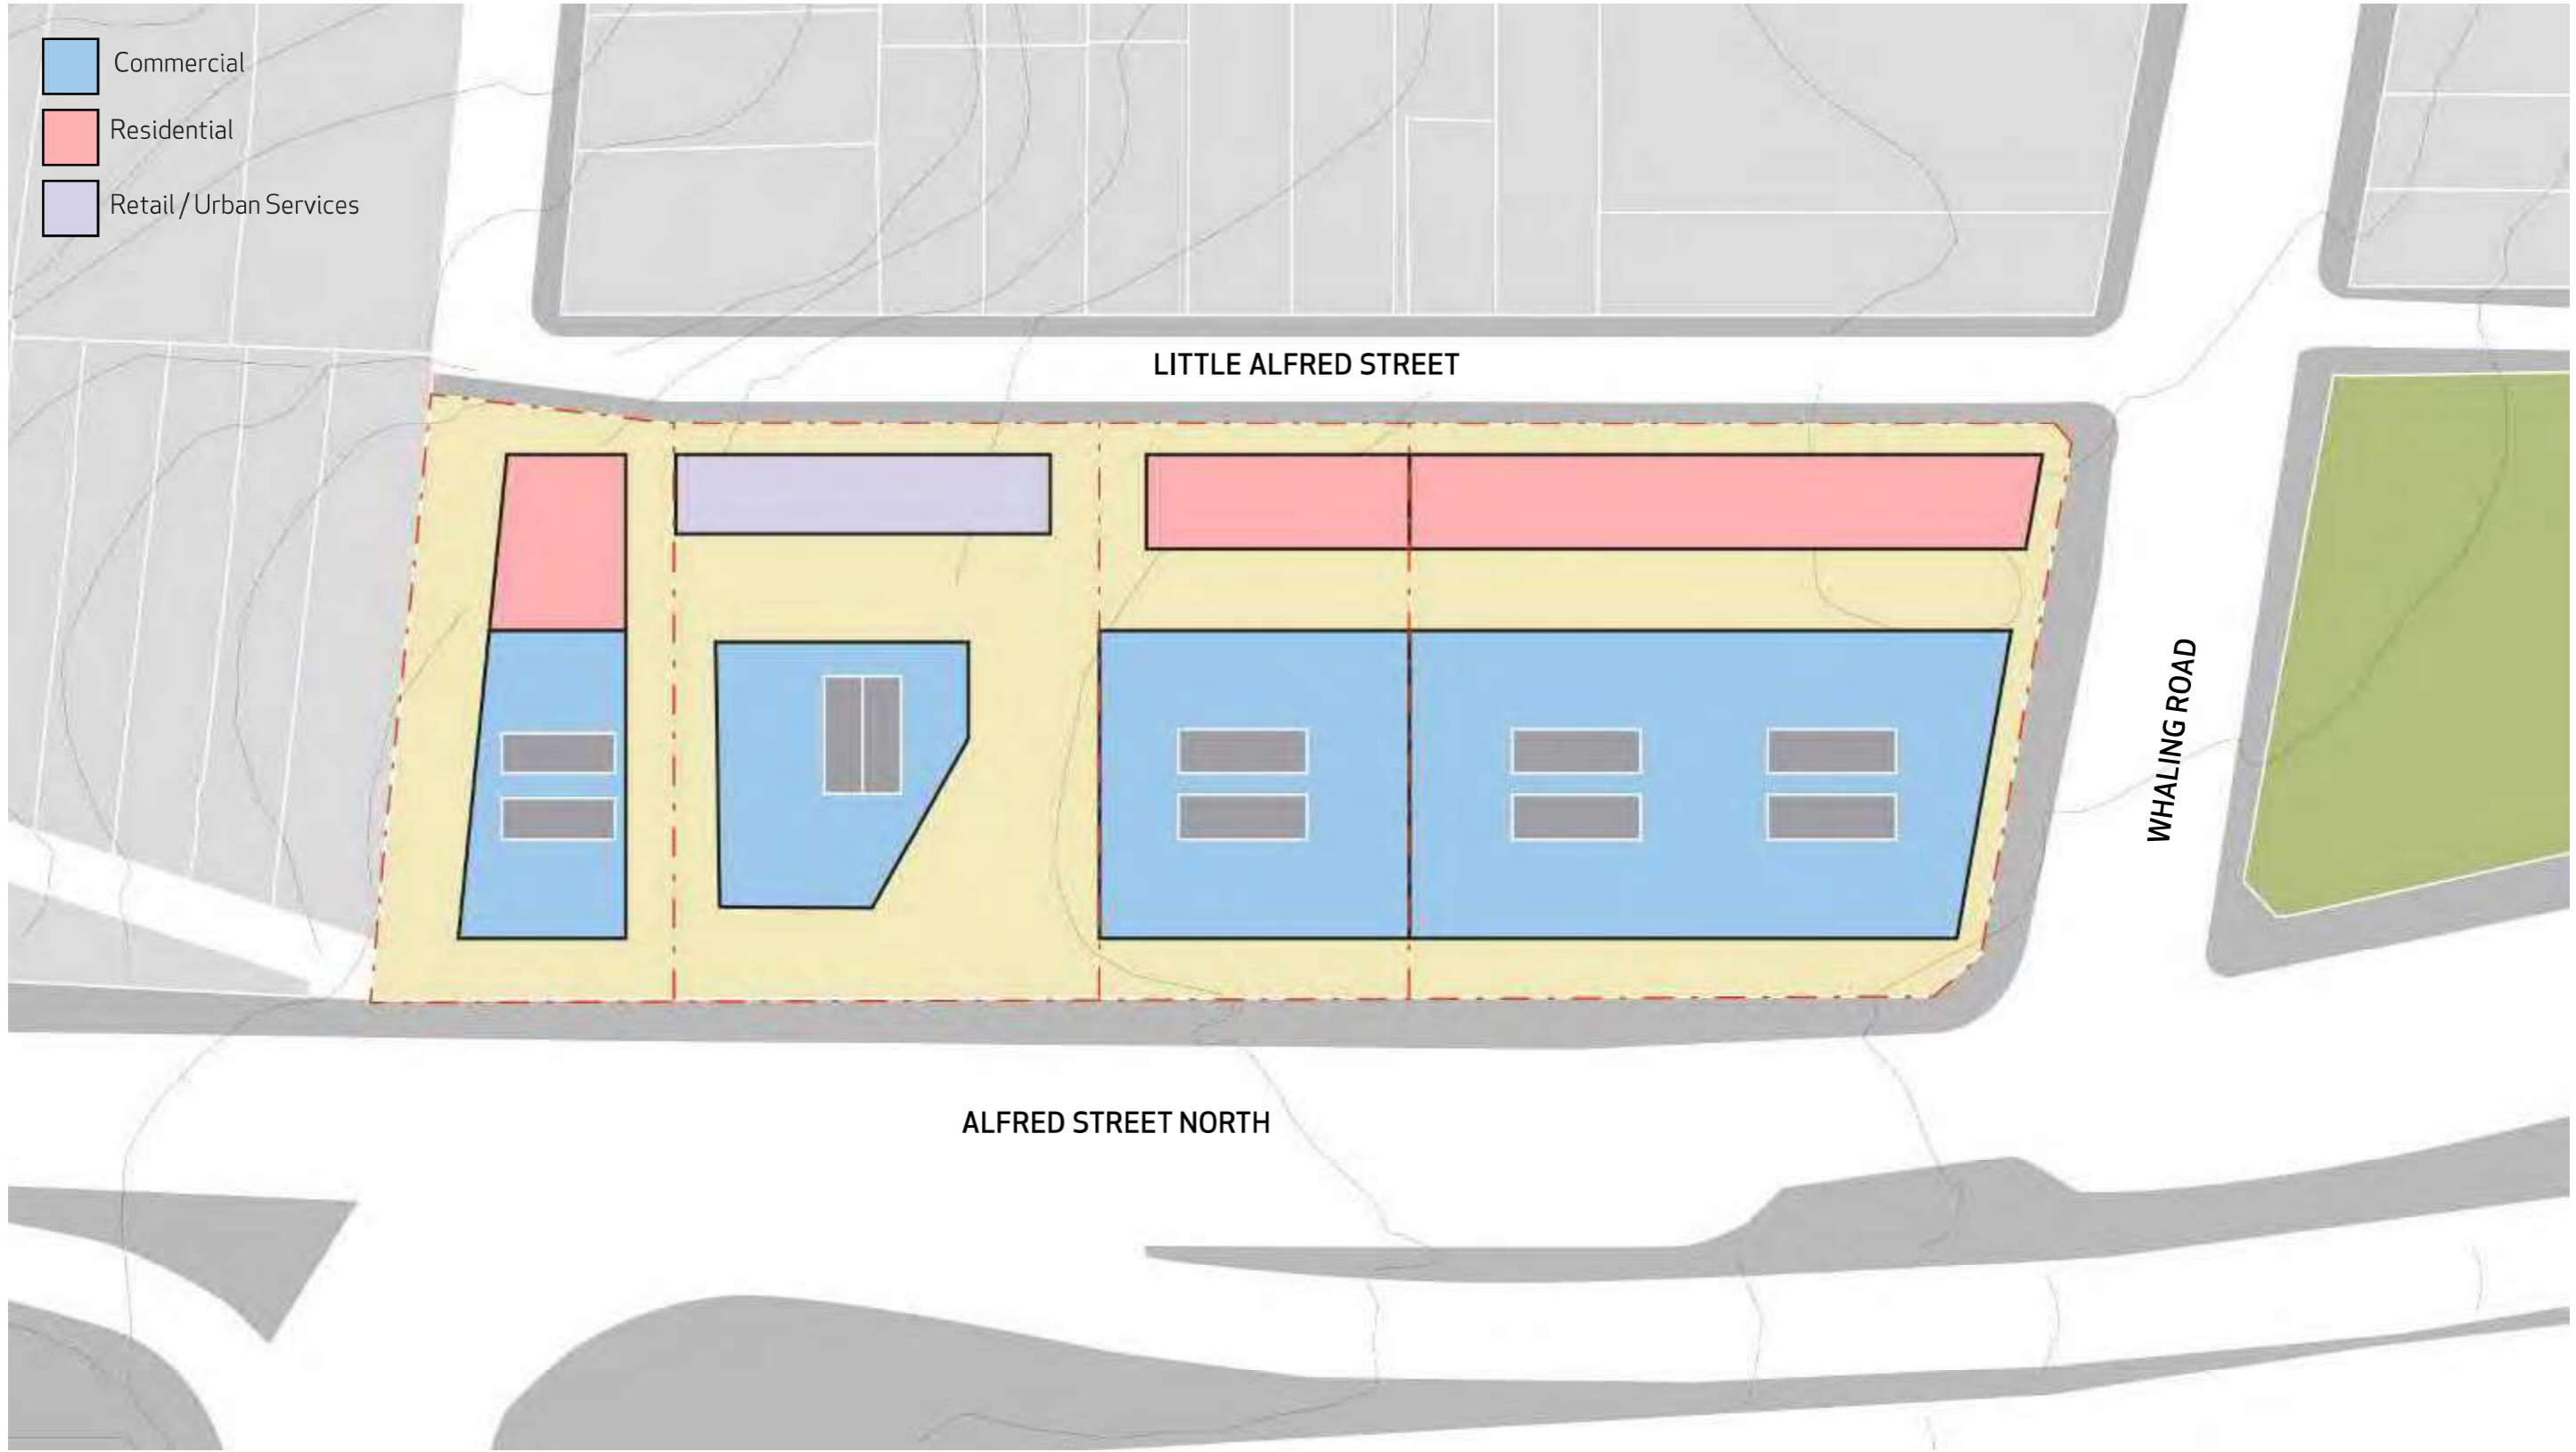 Commercial
Residential
Retail / Urban Services
LITTLE ALFRED STREET
WHALING ROAD
ALFRED STREET NORTH